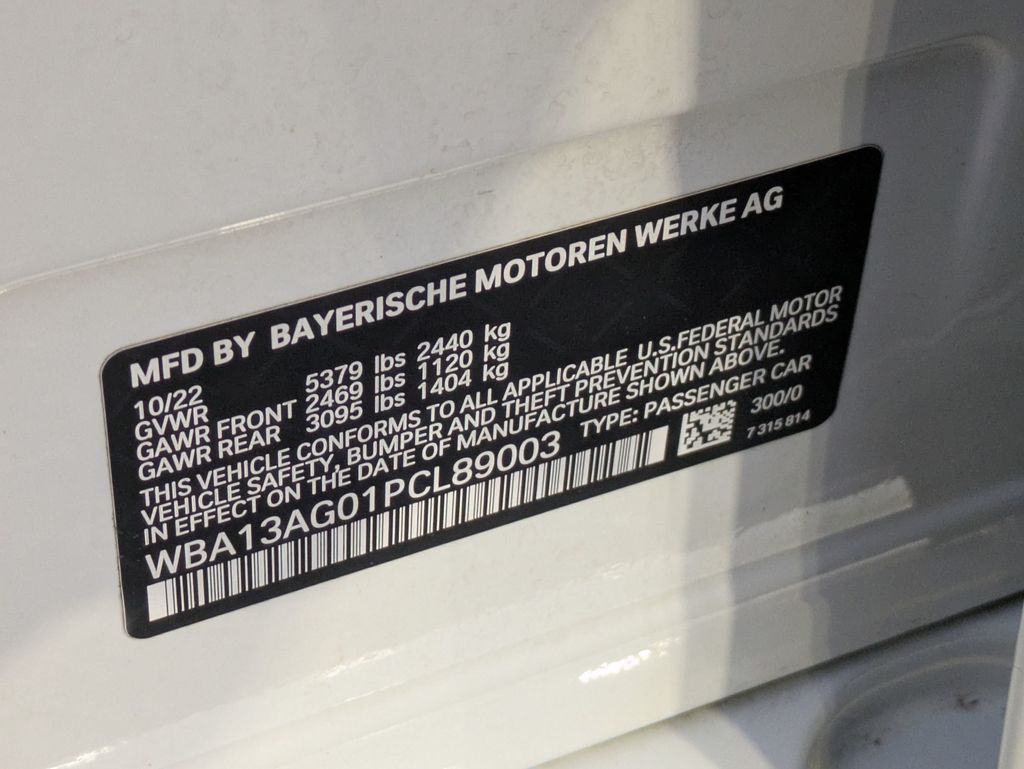 MFD BY BAYERISCHE MOTOREN WERKE AG
10/22
GVWR 5379 lbs 2440 kg
GAWR FRONT 2469 lbs 1120 kg
GAWR REAR 3095 lbs 1404 kg
THIS VEHICLE CONFORMS TO ALL APPLICABLE U.S.FEDERAL MOTOR
VEHICLE SAFETY, BUMPER AND THEFT PREVENTION STANDARDS
IN EFFECT ON THE DATE OF MANUFACTURE SHOWN ABOVE.
WBA13AG01PCL89003 TYPE: PASSENGER CAR
300/0
7 315 814